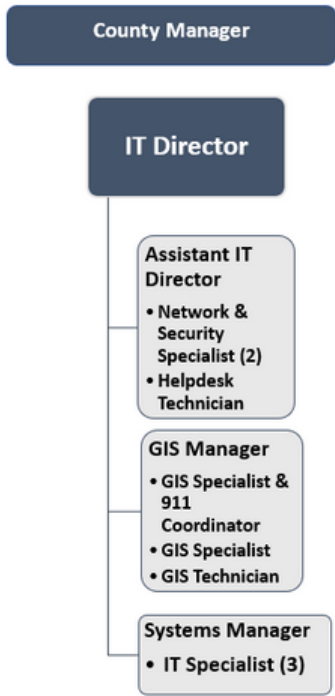 County Manager
IT Director
Assistant IT
Director
• Network &
Security
Specialist (2)
• Helpdesk
Technician
GIS Manager
• GIS Specialist &
911
Coordinator
• GIS Specialist
• GIS Technician
Systems Manager
• IT Specialist (3)